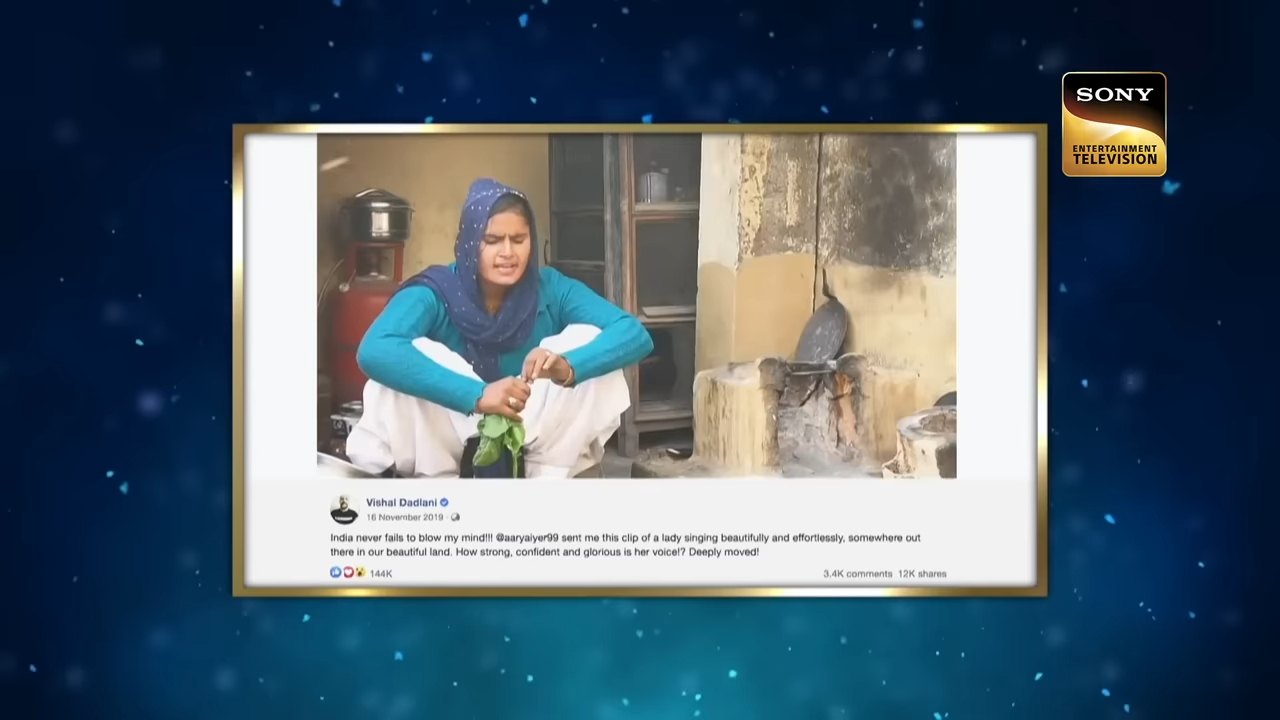 SONY
ENTERTAINMENT
TELEVISION
Vishal Dadlani
16 November 2019 ·
India never fails to blow my mind!!! @aaryaiyer99 sent me this clip of a lady singing beautifully and effortlessly, somewhere out
there in our beautiful land. How strong, confident and glorious is her voice!? Deeply moved!
144K
3.4K comments 12K shares